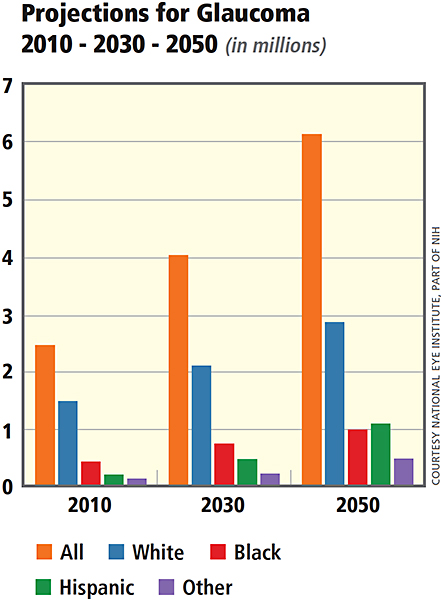 Projections for Glaucoma
2010 - 2030 - 2050 (in millions)
7
6
5
4
3
2
1
0
2010 2030 2050
COURTESY NATIONAL EYE INSTITUTE, PART OF NIH
All White Black
Hispanic Other